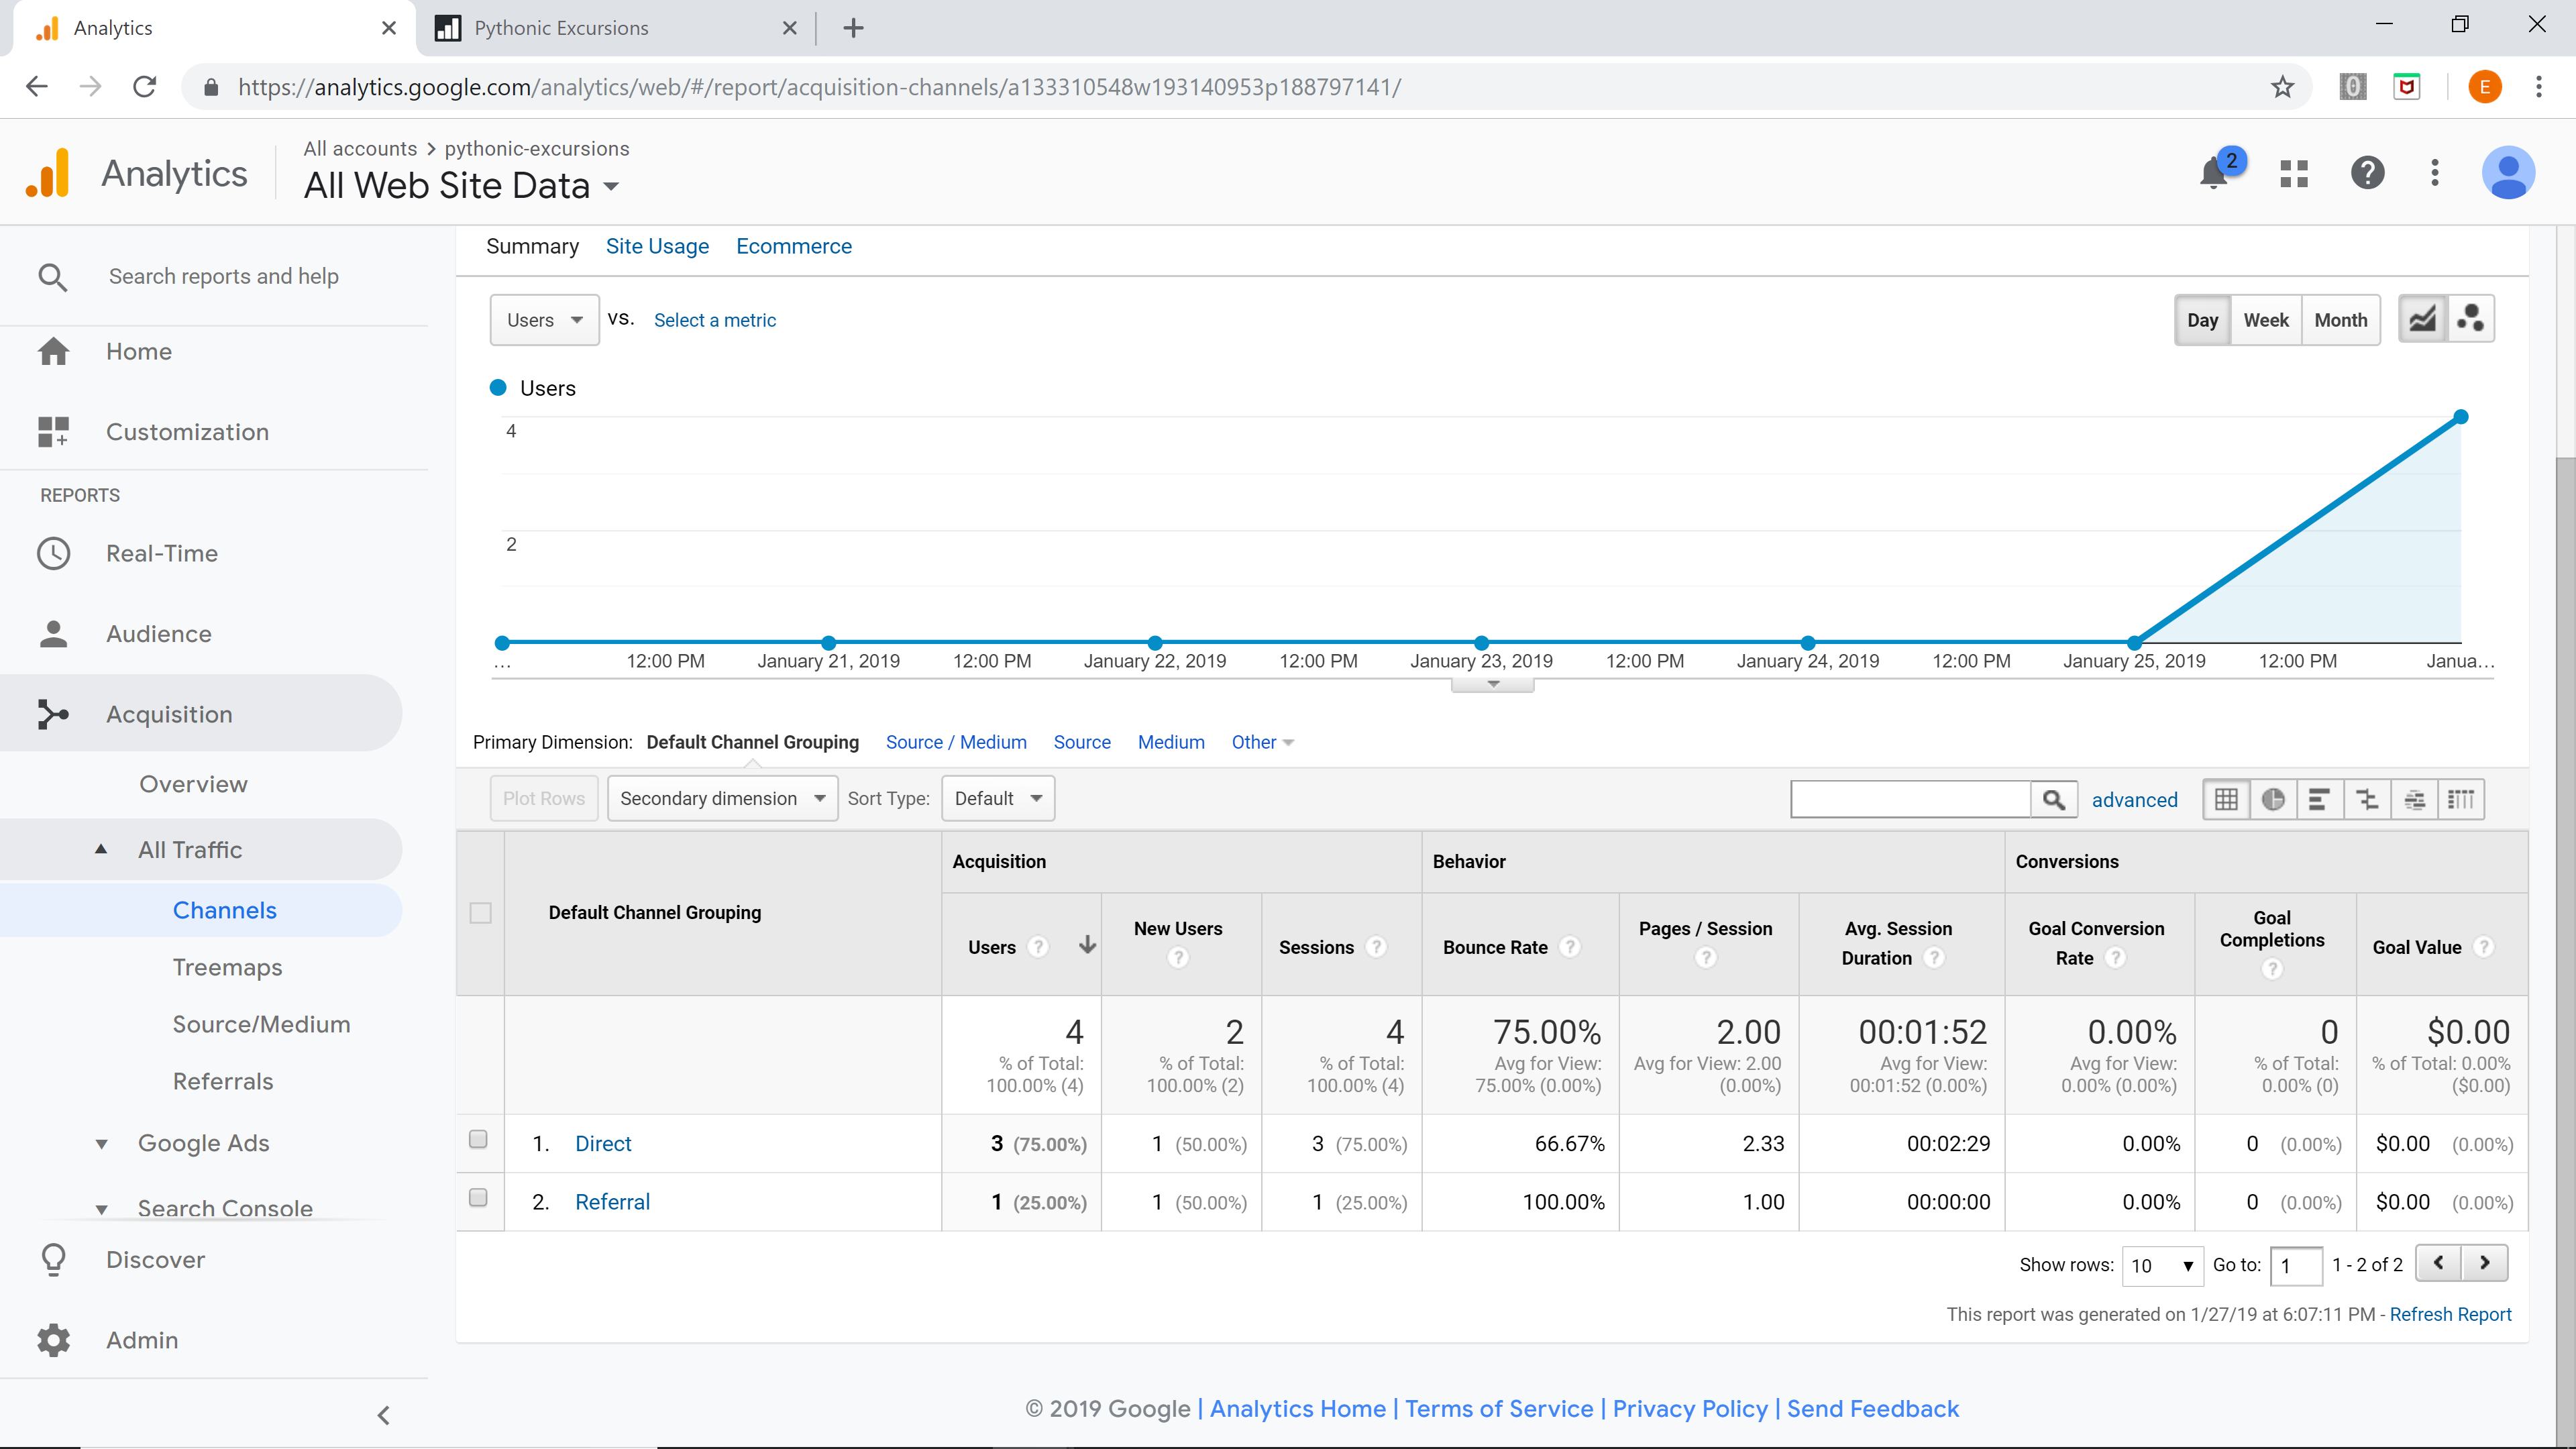 Analytics
Pythonic Excursions
https://analytics.google.com/analytics/web/#/report/acquisition-channels/a133310548w193140953p188797141/
E
Analytics
All accounts > pythonic-excursions
All Web Site Data
2
Search reports and help
Home
Customization
REPORTS
Real-Time
Audience
Acquisition
Overview
All Traffic
Channels
Treemaps
Source/Medium
Referrals
Google Ads
Search Console
Discover
Admin
Summary Site Usage Ecommerce
Users vs. Select a metric
Day Week Month
Users
4
2
... 12:00 PM January 21, 2019 12:00 PM January 22, 2019 12:00 PM January 23, 2019 12:00 PM January 24, 2019 12:00 PM January 25, 2019 12:00 PM Janua...
Primary Dimension: Default Channel Grouping Source / Medium Source Medium Other
Plot Rows Secondary dimension Sort Type: Default advanced
Default Channel Grouping
Acquisition Behavior Conversions
Users ? New Users ? Sessions ? Bounce Rate ? Pages / Session ? Avg. Session Duration ? Goal Conversion Rate ? Goal Completions ? Goal Value ?
4 2 4 75.00% 2.00 00:01:52 0.00% 0 $0.00
% of Total: % of Total: % of Total: Avg for View: Avg for View: 2.00 Avg for View: Avg for View: % of Total: % of Total: 0.00%
100.00% (4) 100.00% (2) 100.00% (4) 75.00% (0.00%) (0.00%) 00:01:52 (0.00%) 0.00% (0.00%) 0.00% (0) ($0.00)
1. Direct 3 (75.00%) 1 (50.00%) 3 (75.00%) 66.67% 2.33 00:02:29 0.00% 0 (0.00%) $0.00 (0.00%)
2. Referral 1 (25.00%) 1 (50.00%) 1 (25.00%) 100.00% 1.00 00:00:00 0.00% 0 (0.00%) $0.00 (0.00%)
Show rows: 10 Go to: 1 1 - 2 of 2
This report was generated on 1/27/19 at 6:07:11 PM - Refresh Report
© 2019 Google | Analytics Home | Terms of Service | Privacy Policy | Send Feedback